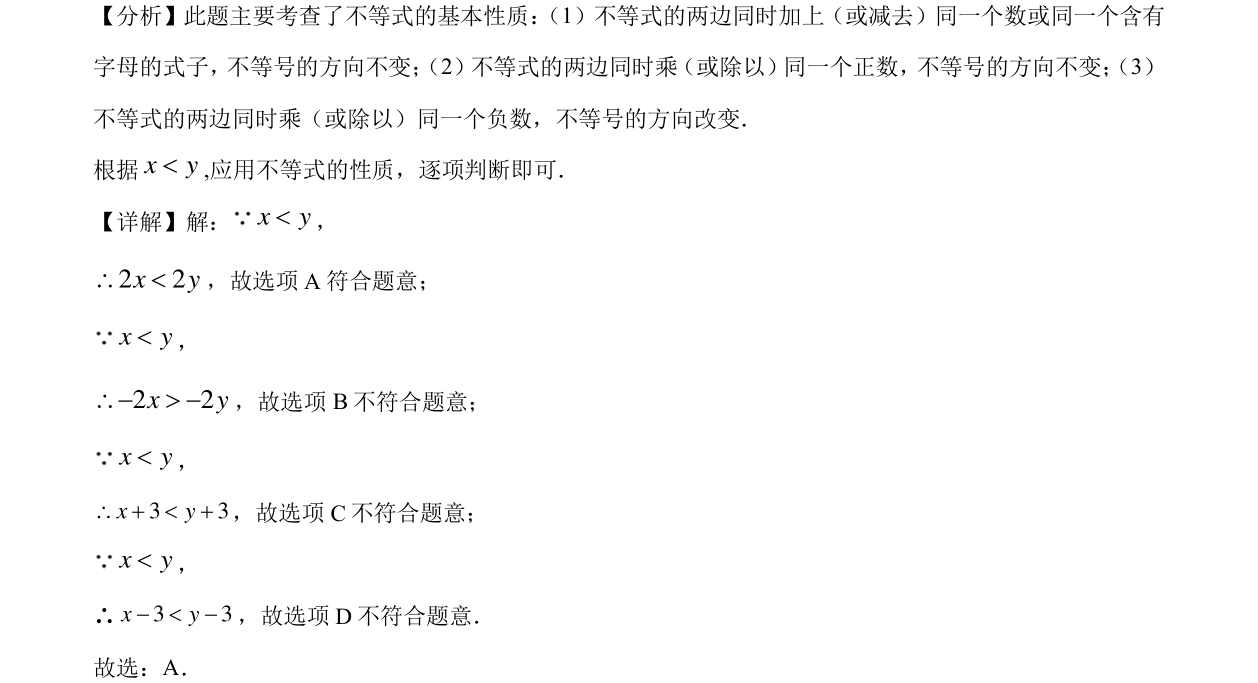 【分析】此题主要考查了不等式的基本性质：（1）不等式的两边同时加上（或减去）同一个数或同一个含有
字母的式子，不等号的方向不变；（2）不等式的两边同时乘（或除以）同一个正数，不等号的方向不变；（3）
不等式的两边同时乘（或除以）同一个负数，不等号的方向改变．
根据 x < y ,应用不等式的性质，逐项判断即可．
【详解】解：∵ x < y，
∴2x < 2y，故选项 A 符合题意；
∵ x < y，
∴−2x > −2y，故选项 B 不符合题意；
∵ x < y，
∴x+3 < y+3，故选项 C 不符合题意；
∵ x < y，
∴ x−3 < y−3，故选项 D 不符合题意．
故选：A．